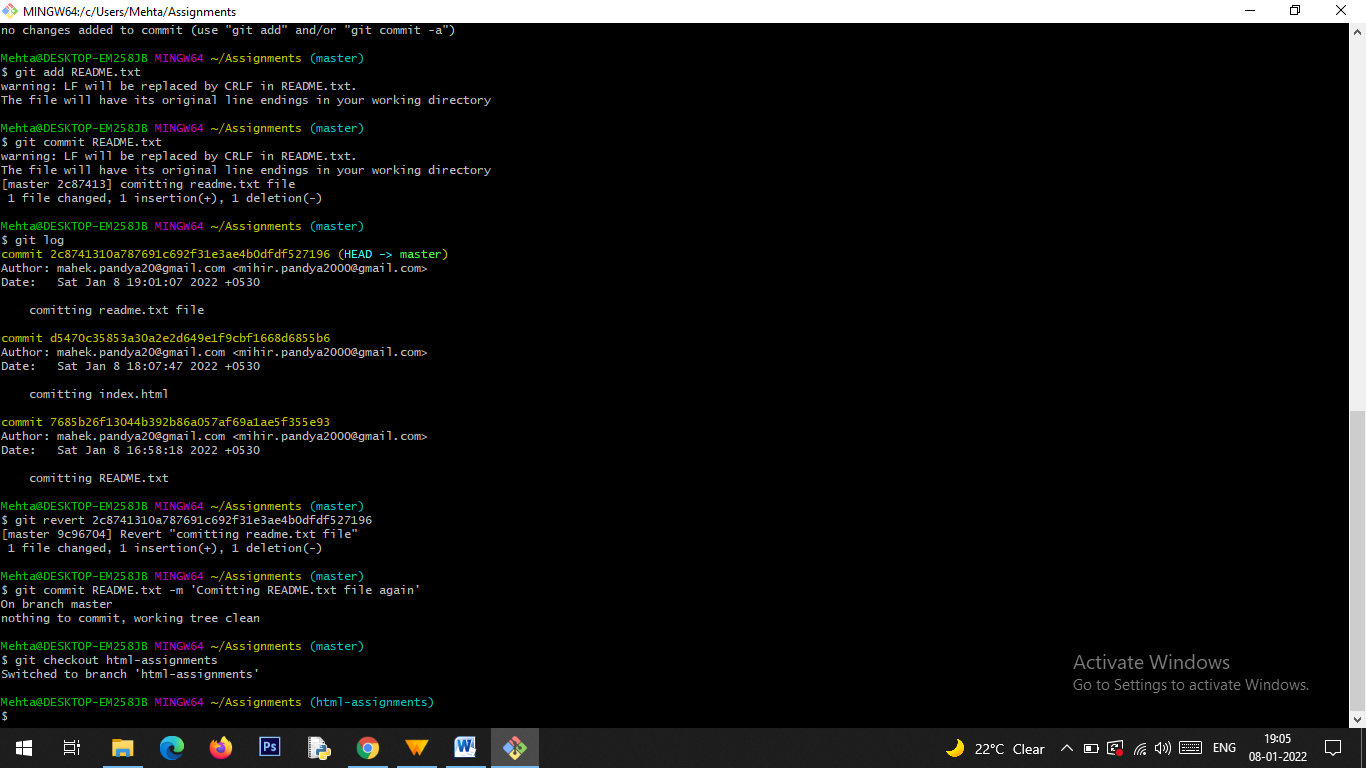 MINGW64:/c/Users/Mehta/Assignments
no changes added to commit (use "git add" and/or "git commit -a")
Mehta@DESKTOP-EM258JB MINGW64 ~/Assignments (master)
$ git add README.txt
warning: LF will be replaced by CRLF in README.txt.
The file will have its original line endings in your working directory
Mehta@DESKTOP-EM258JB MINGW64 ~/Assignments (master)
$ git commit README.txt
warning: LF will be replaced by CRLF in README.txt.
The file will have its original line endings in your working directory
[master 2c87413] comitting readme.txt file
 1 file changed, 1 insertion(+), 1 deletion(-)
Mehta@DESKTOP-EM258JB MINGW64 ~/Assignments (master)
$ git log
commit 2c8741310a787691c692f31e3ae4b0dfdf527196 (HEAD -> master)
Author: mahek.pandya20@gmail.com <mihir.pandya2000@gmail.com>
Date:   Sat Jan 8 19:01:07 2022 +0530
    comitting readme.txt file
commit d5470c35853a30a2e2d649e1f9cbf1668d6855b6
Author: mahek.pandya20@gmail.com <mihir.pandya2000@gmail.com>
Date:   Sat Jan 8 18:07:47 2022 +0530
    comitting index.html
commit 7685b26f13044b392b86a057af69a1ae5f355e93
Author: mahek.pandya20@gmail.com <mihir.pandya2000@gmail.com>
Date:   Sat Jan 8 16:58:18 2022 +0530
    comitting README.txt
Mehta@DESKTOP-EM258JB MINGW64 ~/Assignments (master)
$ git revert 2c8741310a787691c692f31e3ae4b0dfdf527196
[master 9c96704] Revert "comitting readme.txt file"
 1 file changed, 1 insertion(+), 1 deletion(-)
Mehta@DESKTOP-EM258JB MINGW64 ~/Assignments (master)
$ git commit README.txt -m 'Comitting README.txt file again'
On branch master
nothing to commit, working tree clean
Mehta@DESKTOP-EM258JB MINGW64 ~/Assignments (master)
$ git checkout html-assignments
Switched to branch 'html-assignments'
Mehta@DESKTOP-EM258JB MINGW64 ~/Assignments (html-assignments)
$
Activate Windows
Go to Settings to activate Windows.
Ps
W
22°C Clear
ENG
19:05
08-01-2022